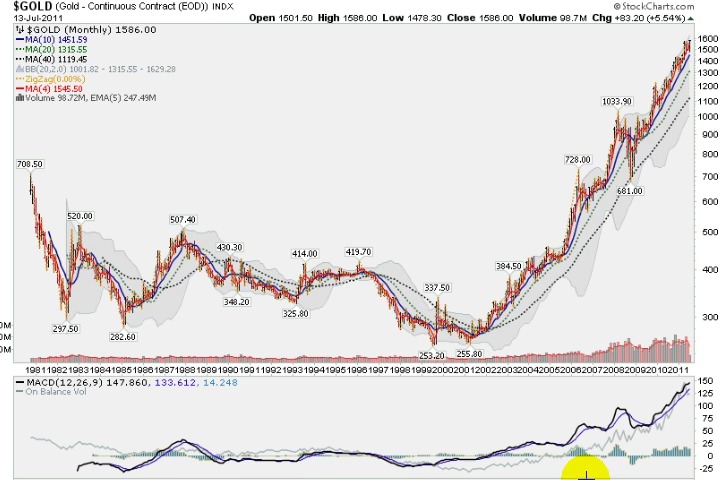 $GOLD (Gold - Continuous Contract (EOD)) INDX © StockCharts.com
13-Jul-2011 Open 1501.50 High 1586.00 Low 1478.30 Close 1586.00 Volume 98.7M Chg +83.20 (+5.54%)
$GOLD (Monthly) 1586.00
MA(10) 1451.59
MA(20) 1315.55
MA(40) 1119.45
BB(20,2.0) 1001.82 - 1315.55 - 1629.28
ZigZag(0.00%)
MA(4) 1545.50
Volume 98.72M, EMA(5) 247.49M
1600
1500
1400
1300
1200
1100
1000
900
800
700
600
500
400
300
708.50
297.50
520.00
282.60
507.40
430.30
348.20
325.80
414.00
419.70
253.20
337.50
255.80
384.50
728.00
1033.90
681.00
0M
0M
0M
1981 1982 1983 1984 1985 1986 1987 1988 1989 1990 1991 1992 1993 1994 1995 1996 1997 1998 1999 2000 2001 2002 2003 2004 2005 2006 2007 2008 2009 2010 2011
MACD(12,26,9) 147.860, 133.612, 14.248
On Balance Vol
150
125
100
75
50
25
0
-25